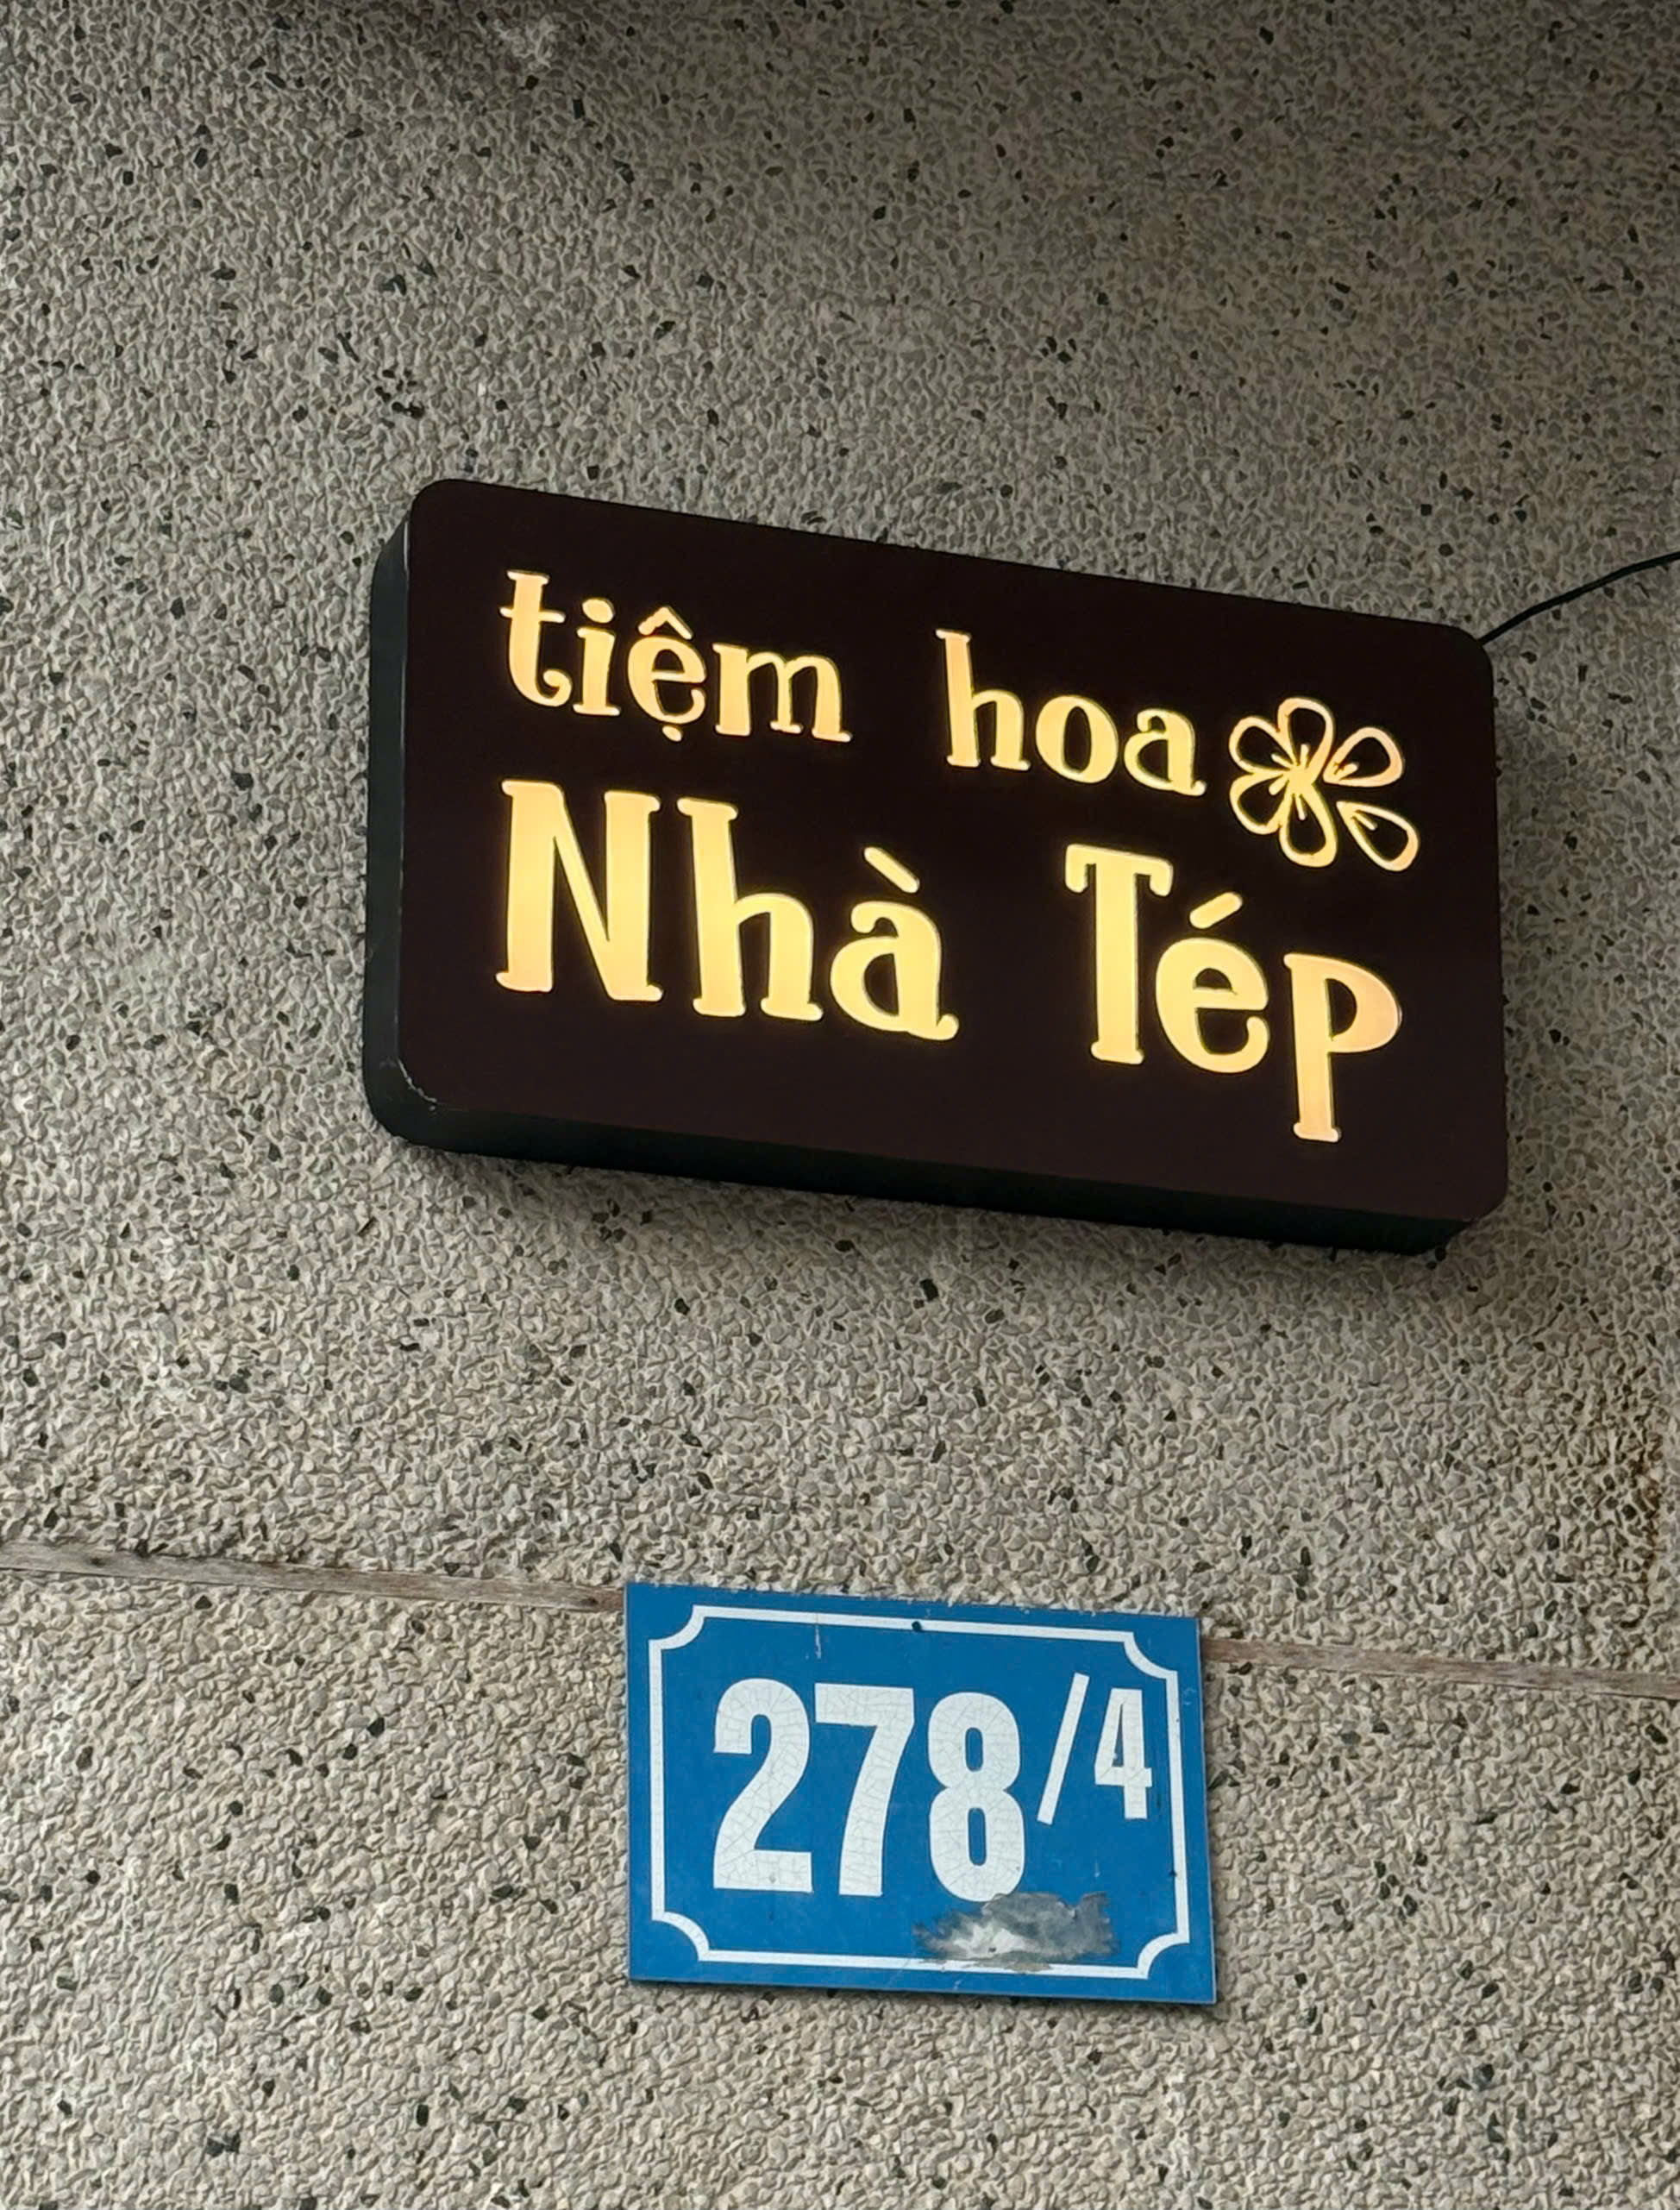 tiệm hoa
Nhà Tép
278/4